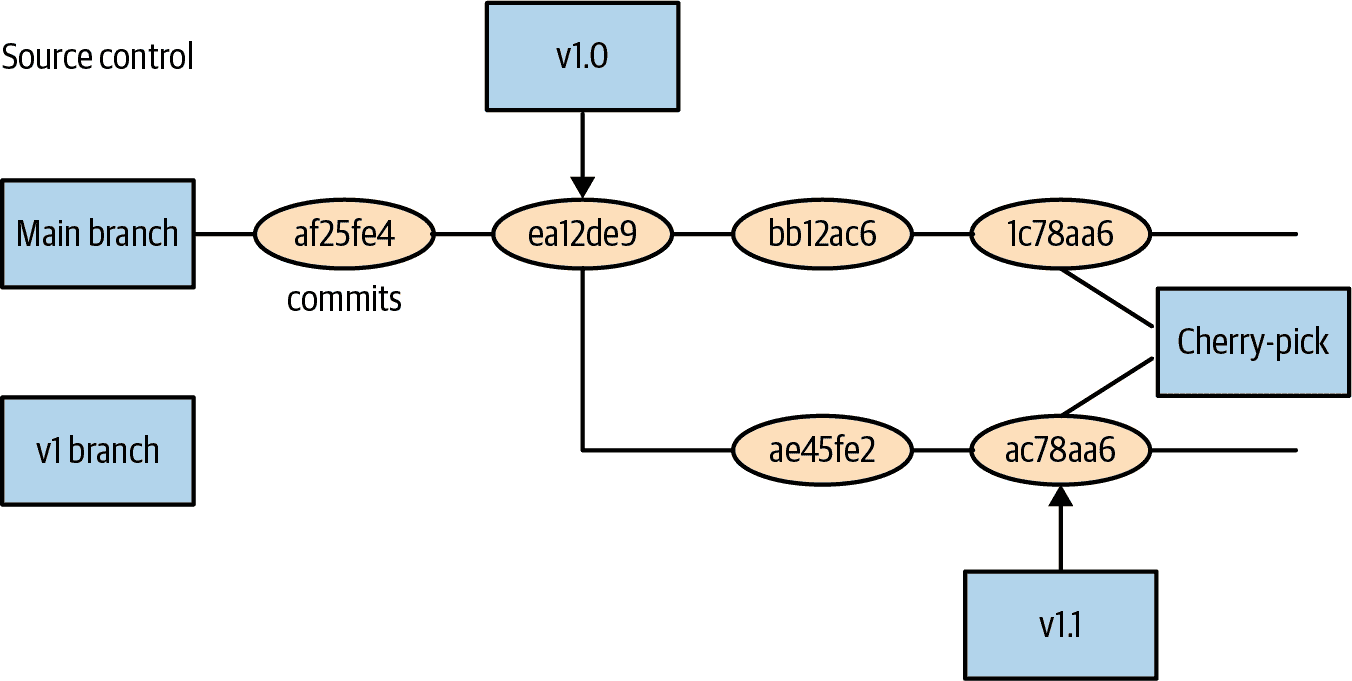 Source control
v1.0
Main branch
af25fe4
ea12de9
bb12ac6
1c78aa6
commits
Cherry-pick
v1 branch
ae45fe2
ac78aa6
v1.1